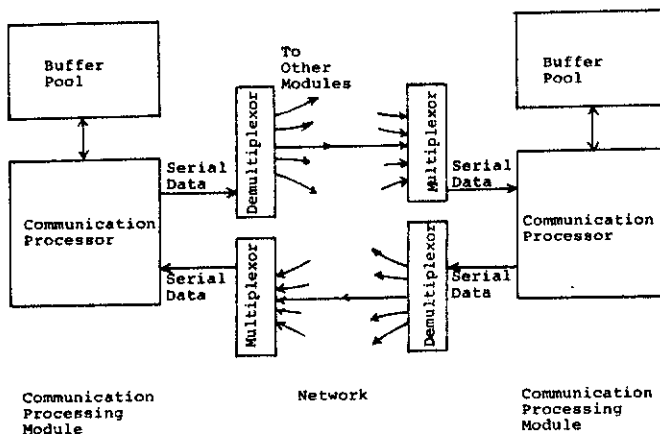 Buffer
Pool
To
Other
Modules
Buffer
Pool
Demultiplexor
Multiplexor
Serial
Data
Serial
Data
Communication
Processor
Communication
Processor
Serial
Data
Multiplexor
Demultiplexor
Serial
Data
Communication
Processing
Module
Network
Communication
Processing
Module